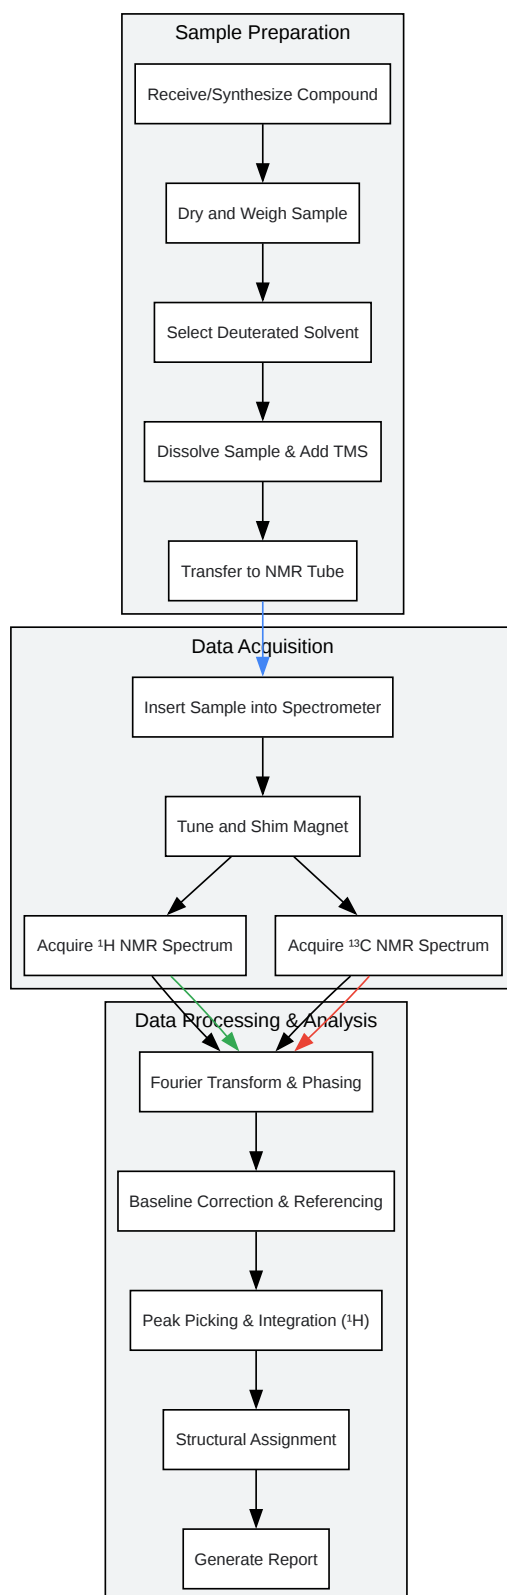 Sample Preparation
Receive/Synthesize Compound
Dry and Weigh Sample
Select Deuterated Solvent
Dissolve Sample & Add TMS
Transfer to NMR Tube
Data Acquisition
Insert Sample into Spectrometer
Tune and Shim Magnet
Acquire ¹H NMR Spectrum
Acquire ¹³C NMR Spectrum
Data Processing & Analysis
Fourier Transform & Phasing
Baseline Correction & Referencing
Peak Picking & Integration (¹H)
Structural Assignment
Generate Report